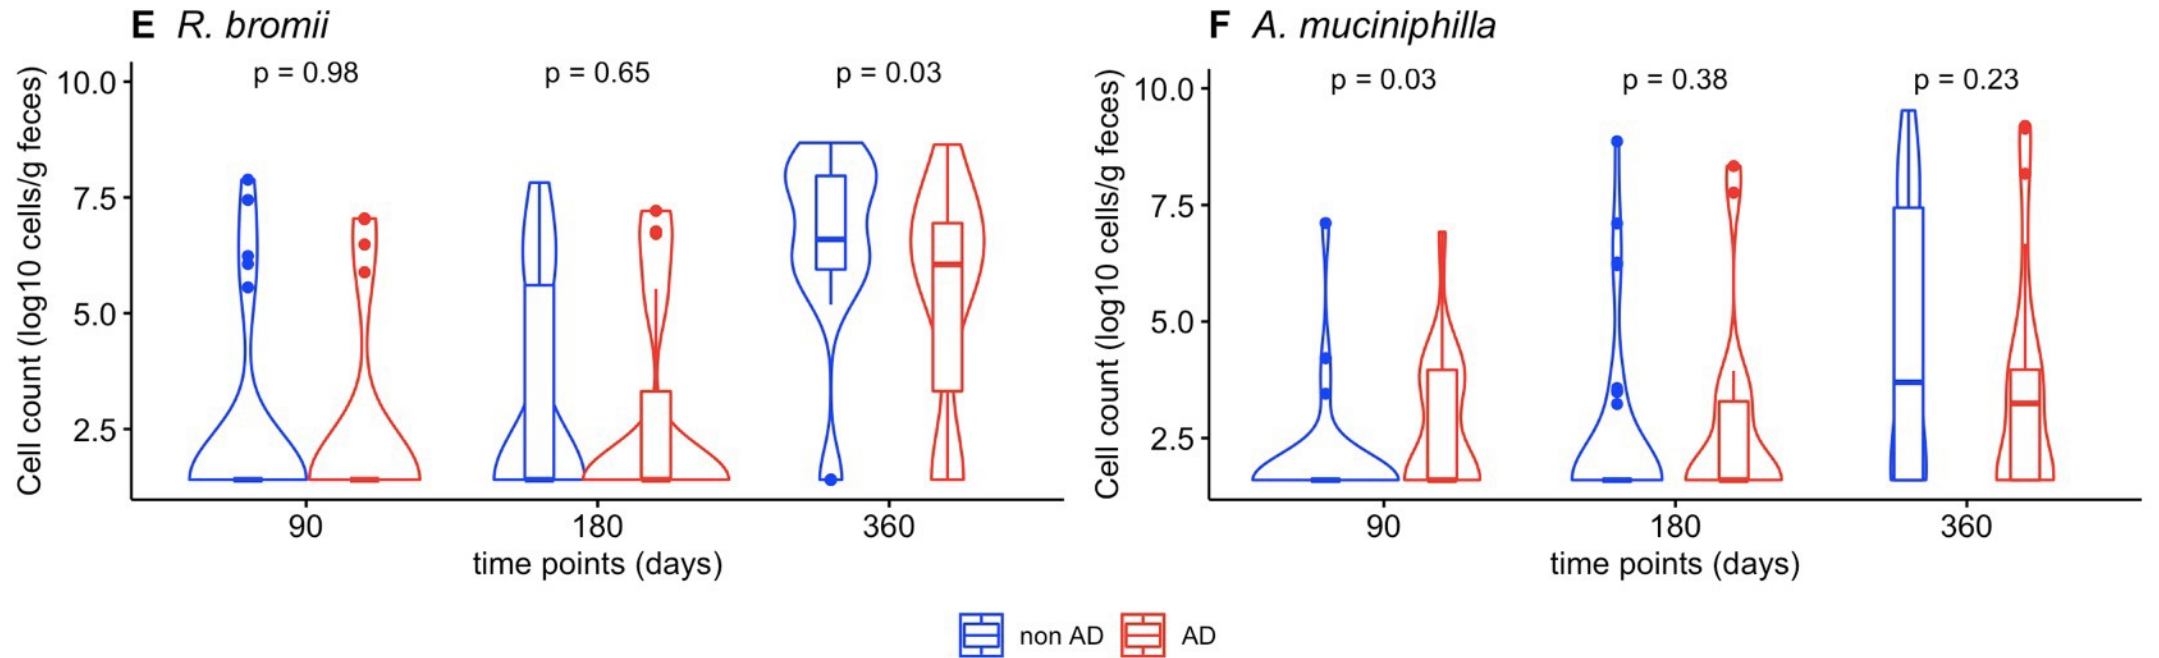 E R. bromii
p = 0.98 p = 0.65 p = 0.03
Cell count (log10 cells/g feces)
10.0
7.5
5.0
2.5
90 180 360
time points (days)
F A. muciniphilla
p = 0.03 p = 0.38 p = 0.23
Cell count (log10 cells/g feces)
10.0
7.5
5.0
2.5
90 180 360
time points (days)
non AD AD